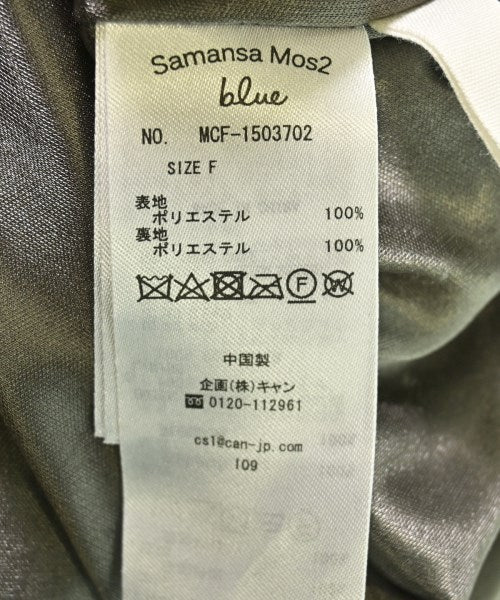 Samansa Mos2
blue
NO. MCF-1503702
SIZE F
表地
ポリエステル 100%
裏地
ポリエステル 100%
F W
中国製
企画(株)キャン
0120-112961
cs1@can-jp.com
109